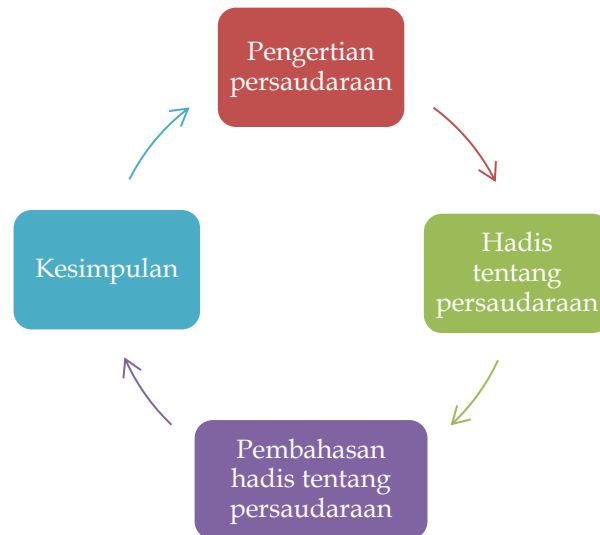 Pengertian
persaudaraan
Hadis
tentang
persaudaraan
Pembahasan
hadis tentang
persaudaraan
Kesimpulan